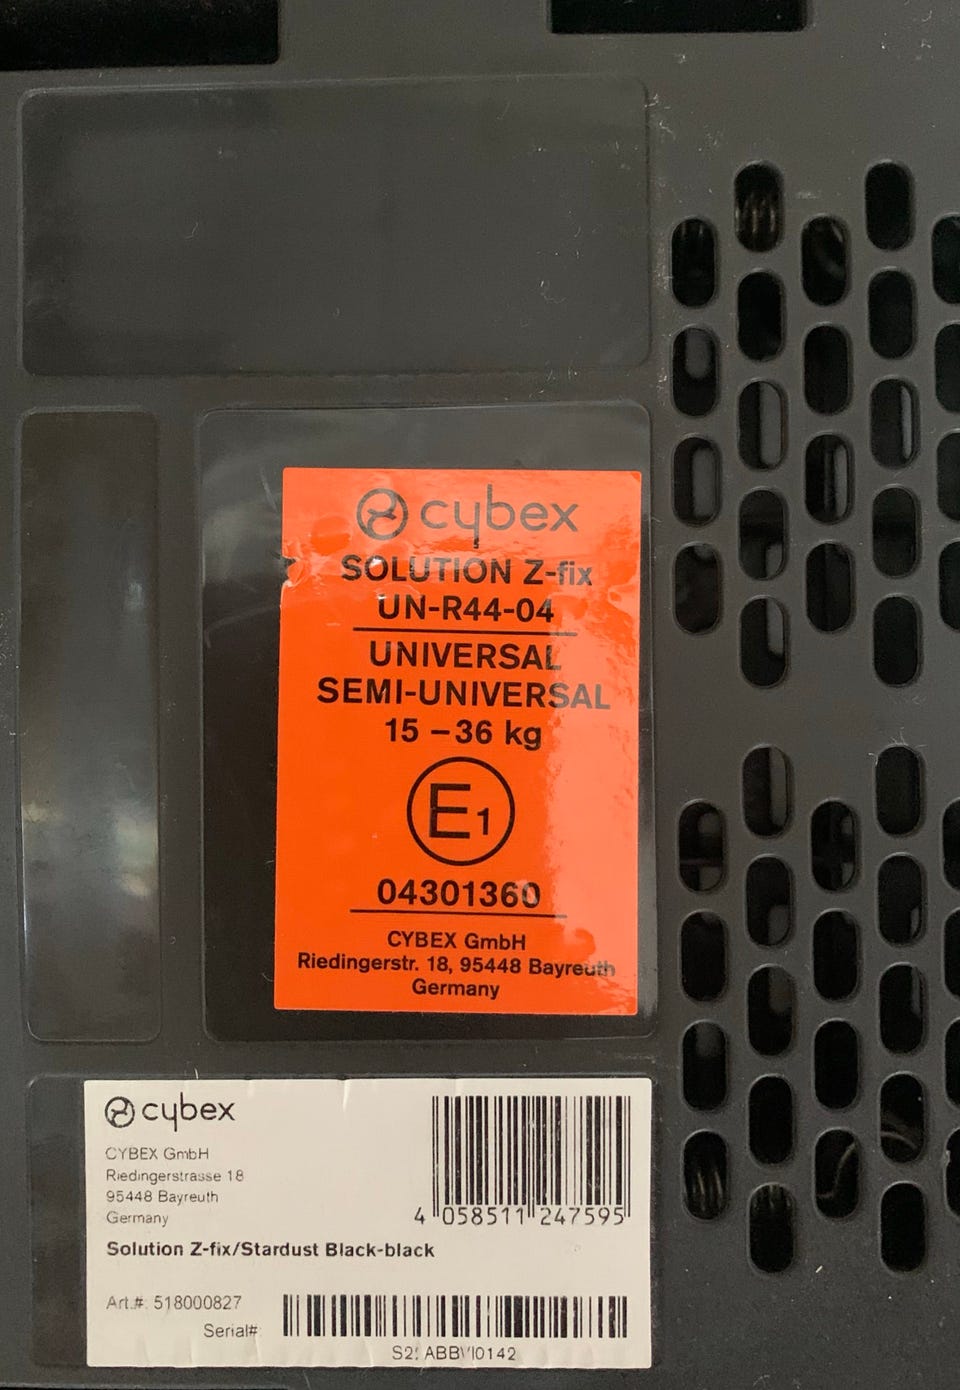 cybex
SOLUTION Z-fix
UN-R44-04
UNIVERSAL
SEMI-UNIVERSAL
15 – 36 kg
E1
04301360
CYBEX GmbH
Riedingerstr. 18, 95448 Bayreuth
Germany
cybex
CYBEX GmbH
Riedingerstrasse 18
95448 Bayreuth
Germany
4 058511 247595
Solution Z-fix/Stardust Black-black
Art.#: 518000827
Serial#: